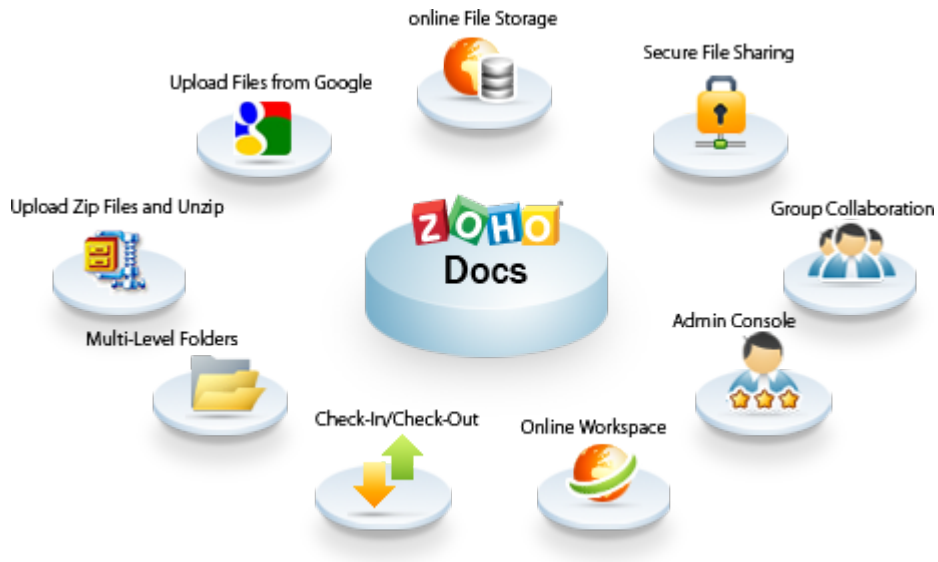 online File Storage
Secure File Sharing
Upload Files from Google
Upload Zip Files and Unzip
Group Collaboration
ZOHO
Docs
Admin Console
Multi-Level Folders
Check-In/Check-Out
Online Workspace